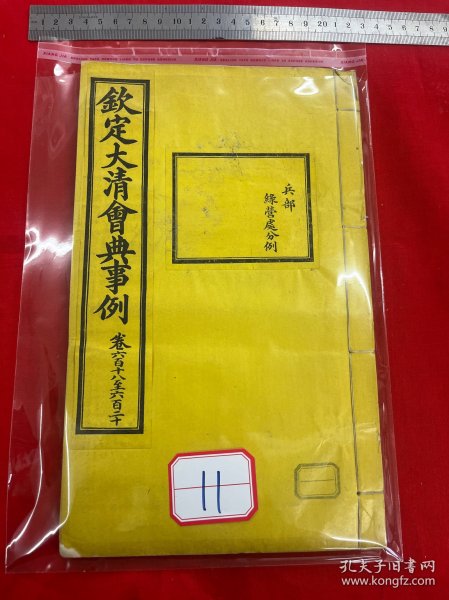 欽定大清會典事例
卷六百十八至六百二十
兵部
綠營處分例
11
孔夫子旧书网
www.kongfz.com